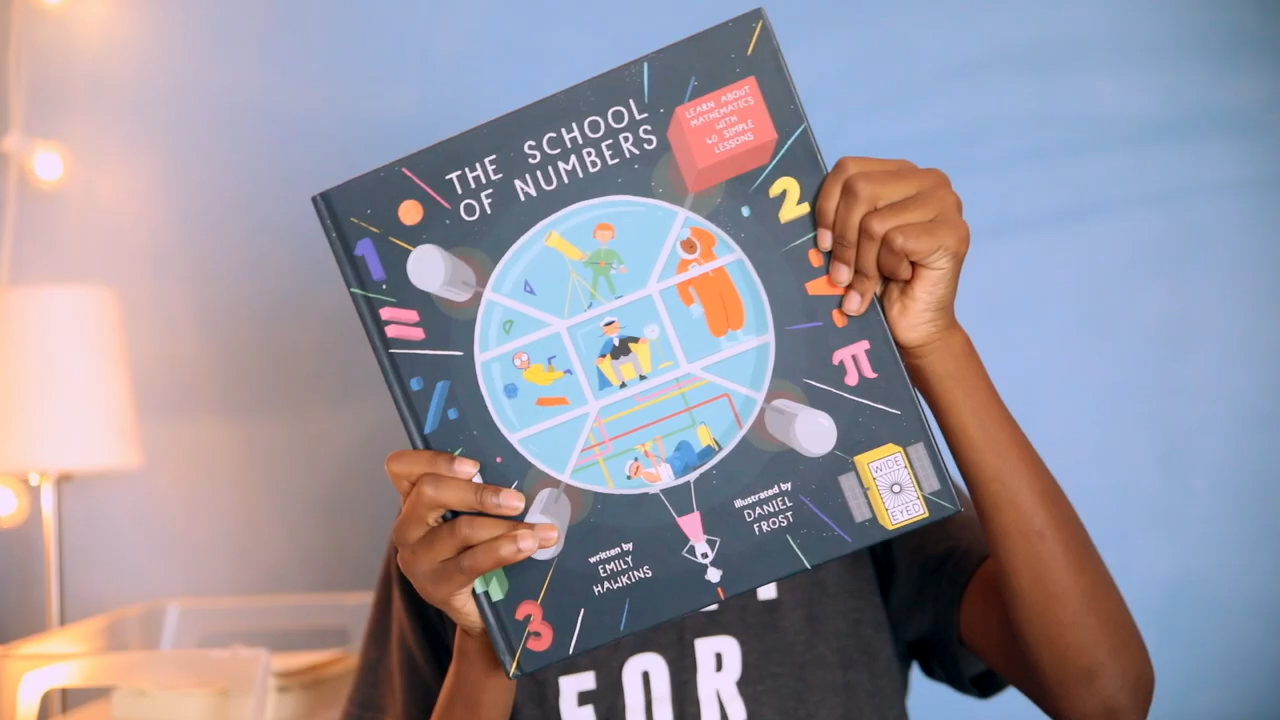 THE SCHOOL
OF NUMBERS
LEARN ABOUT
MATHEMATICS
WITH
60 SIMPLE
LESSONS
1
2
=
π
3
WIDE
EYED
illustrated by
DANIEL
FROST
written by
EMILY
HAWKINS
FOR